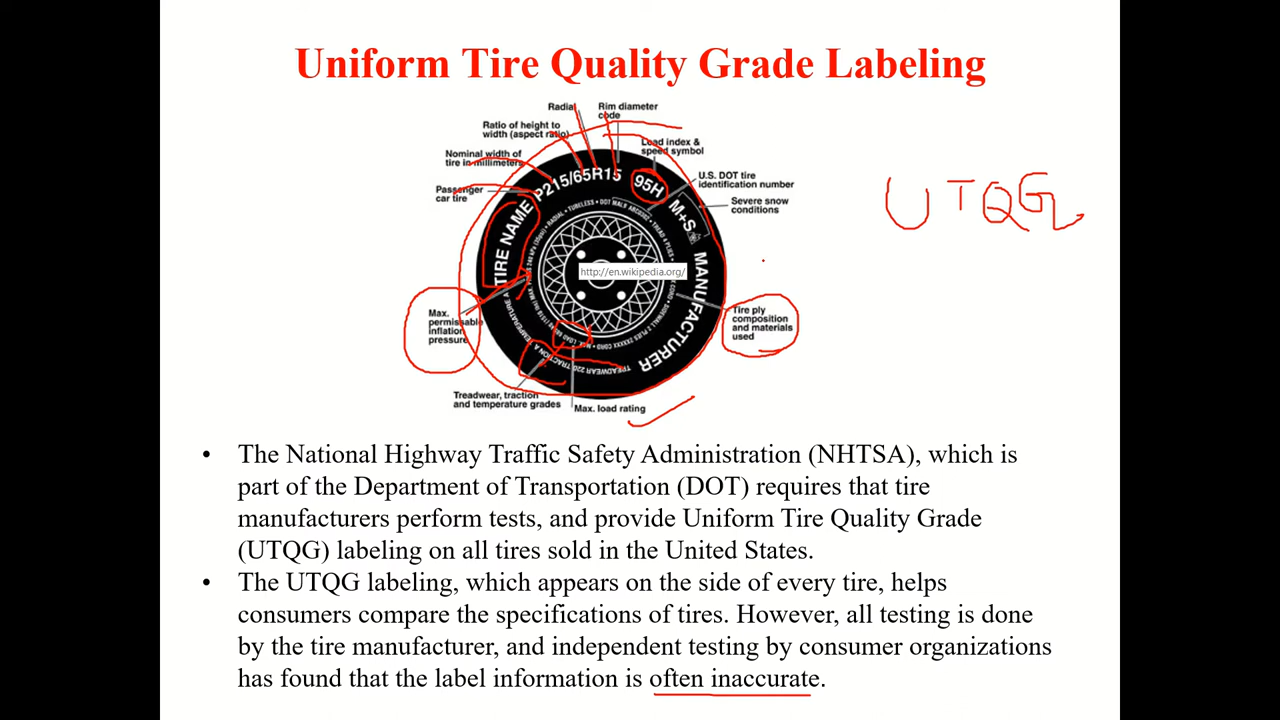 Uniform Tire Quality Grade Labeling
Radial
Rim diameter
code
Ratio of height to
width (aspect ratio)
Load index &
speed symbol
Nominal width of
tire in millimeters
U.S. DOT tire
identification number
Passenger
car tire
Severe snow
conditions
P215/65R15
95H
M+S
TIRE NAME
MANUFACTURER
UTQG
http://en.wikipedia.org/
Max.
permissable
inflation
pressure
Tire ply
composition
and materials
used
TREADWEAR 220 TRACTION A TEMPERATURE A
Treadwear, traction
and temperature grades
Max. load rating
• The National Highway Traffic Safety Administration (NHTSA), which is
part of the Department of Transportation (DOT) requires that tire
manufacturers perform tests, and provide Uniform Tire Quality Grade
(UTQG) labeling on all tires sold in the United States.
• The UTQG labeling, which appears on the side of every tire, helps
consumers compare the specifications of tires. However, all testing is done
by the tire manufacturer, and independent testing by consumer organizations
has found that the label information is often inaccurate.